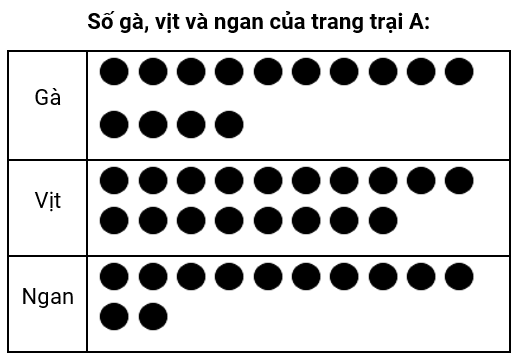 Số gà, vịt và ngan của trang trại A:
Gà
Vịt
Ngan